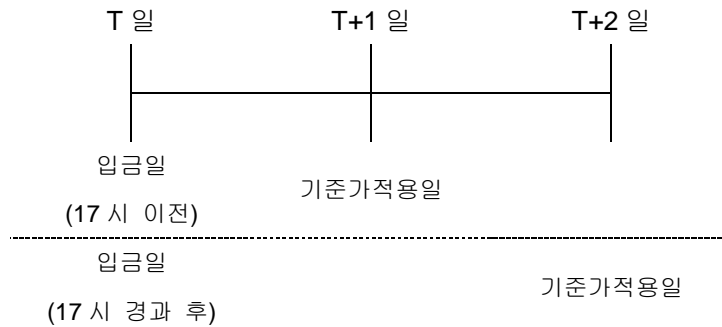 T 일 T+1 일 T+2 일
입금일
(17 시 이전)
기준가적용일
입금일
(17 시 경과 후)
기준가적용일